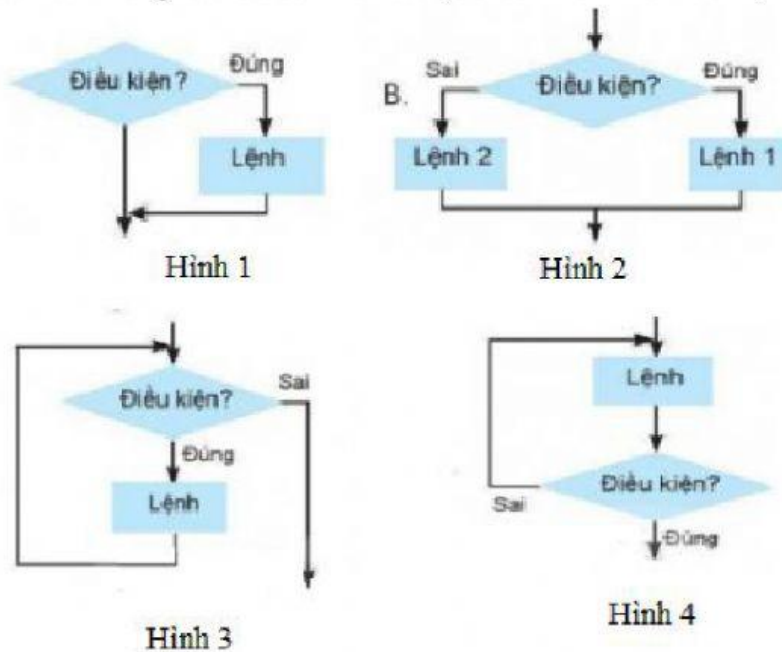 Điều kiện?
Đúng
Lệnh
Hình 1
B.
Sai
Điều kiện?
Đúng
Lệnh 2
Lệnh 1
Hình 2
Điều kiện?
Sai
Đúng
Lệnh
Hình 3
Lệnh
Điều kiện?
Sai
Đúng
Hình 4